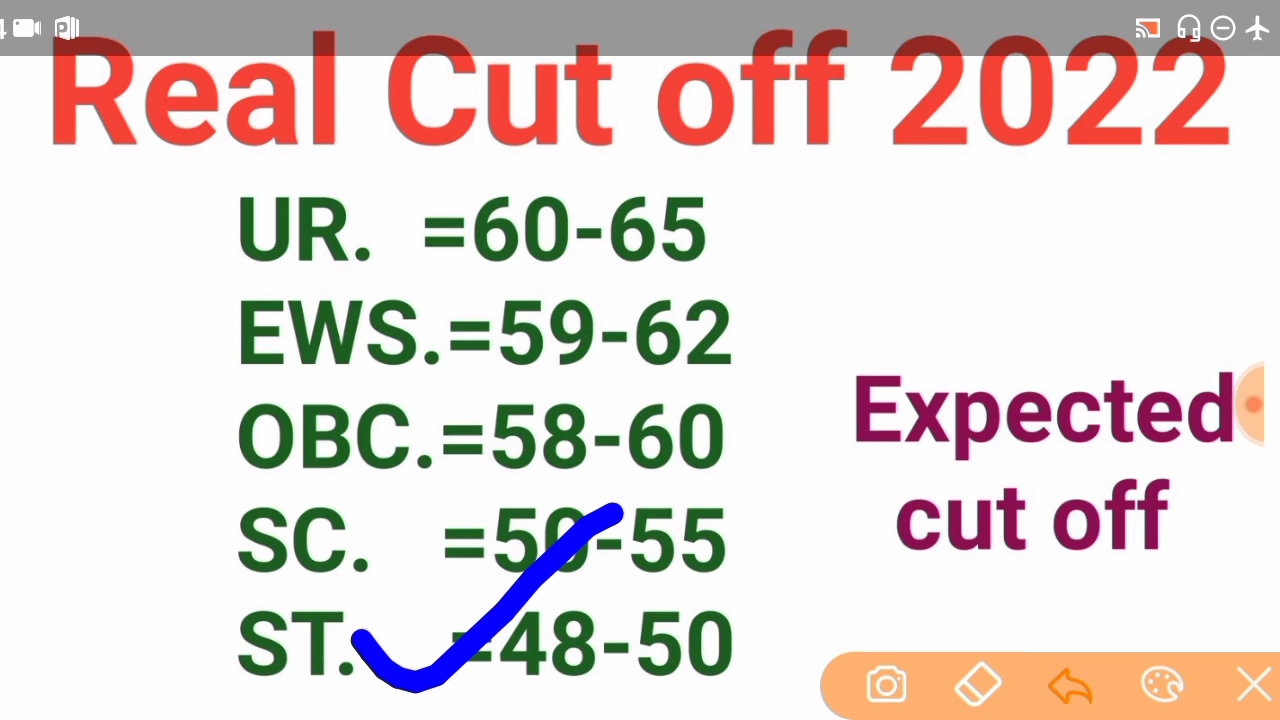 Real Cut off 2022
UR. =60-65
EWS.=59-62
OBC.=58-60
SC. =50-55
ST. =48-50
Expected
cut off